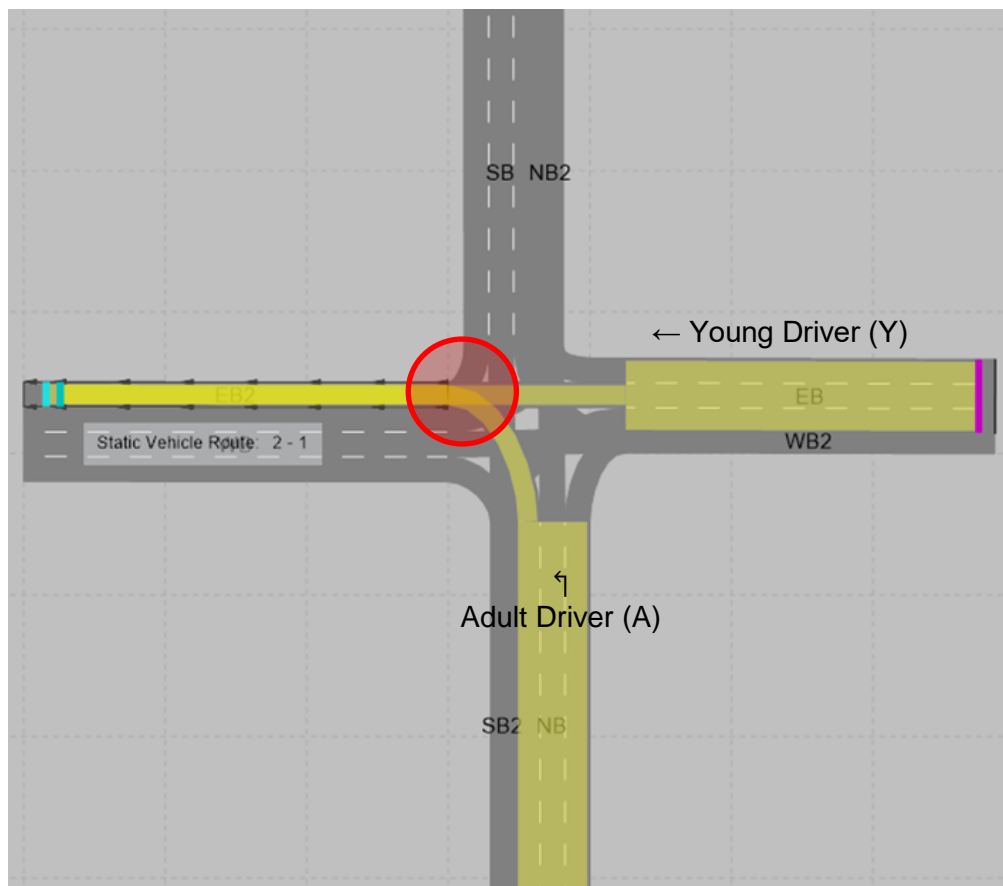 SB NB2
← Young Driver (Y)
EB2
EB
Static Vehicle Route: 2 - 1
WB2
Adult Driver (A)
SB2 NB